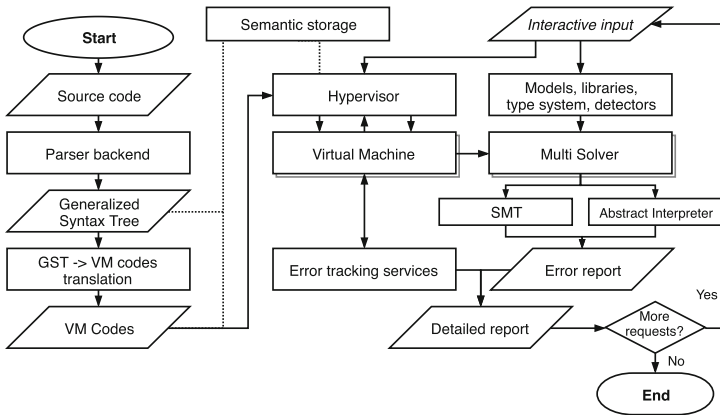 Start
Semantic storage
Interactive input
Source code
Hypervisor
Models, libraries,
type system, detectors
Parser backend
Virtual Machine
Multi Solver
Generalized
Syntax Tree
SMT
Abstract Interpreter
GST -> VM codes
translation
Error tracking services
Error report
VM Codes
Detailed report
More
requests?
Yes
No
End